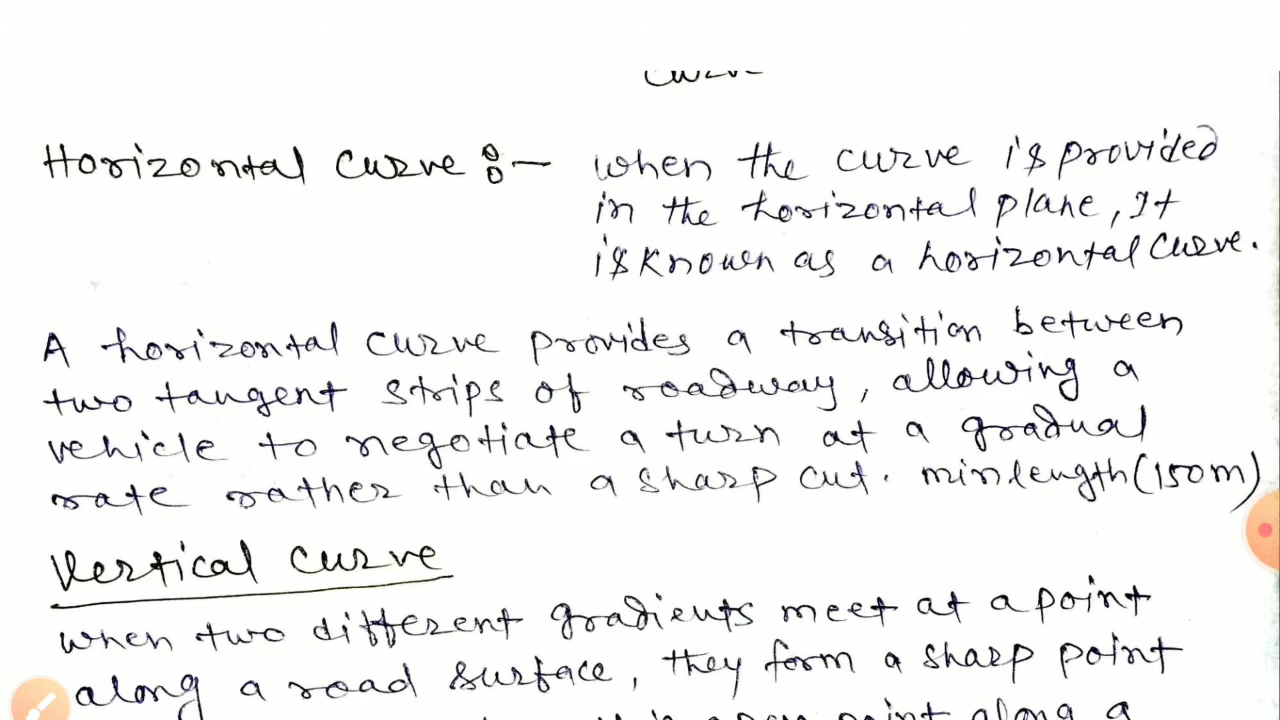 Curve
Horizontal Curve :- when the curve is provided
in the horizontal plane, It
is known as a horizontal curve.
A horizontal curve provides a transition between
two tangent strips of roadway, allowing a
vehicle to negotiate a turn at a gradual
rate rather than a sharp cut. min length (150m)
Vertical curve
when two different gradients meet at a point
along a road surface, they form a sharp point
point along a